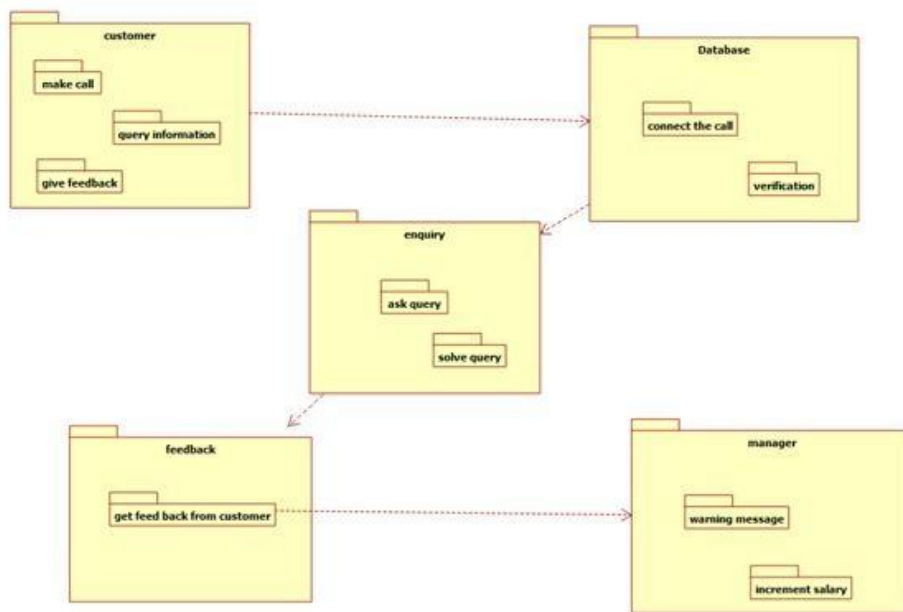 customer
make call
query information
give feedback
Database
connect the call
verification
enquiry
ask query
solve query
feedback
get feed back from customer
manager
warning message
increment salary